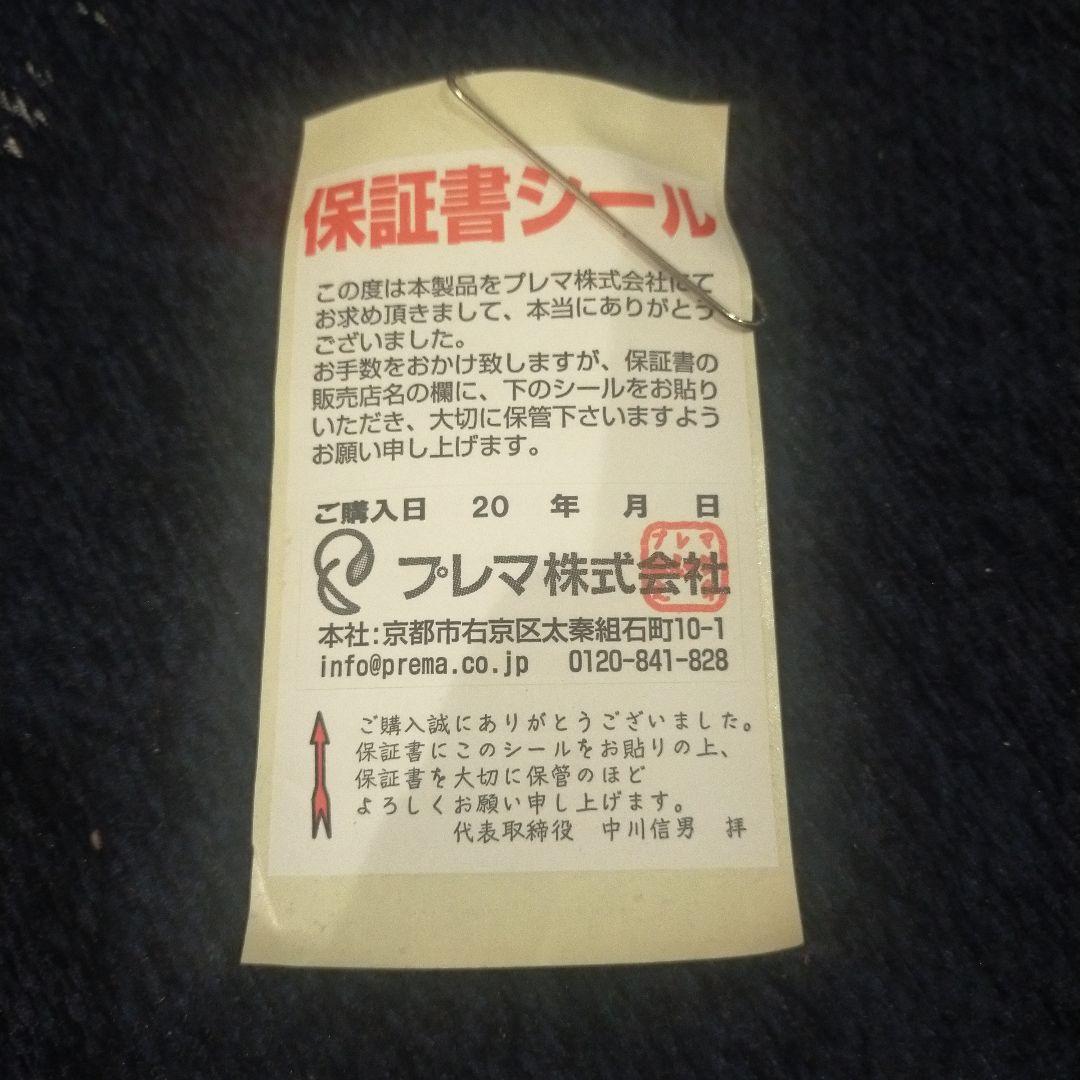 保証書シール
この度は本製品をプレマ株式会社にて
お求め頂きまして、本当にありがとう
ございました。
お手数をおかけ致しますが、保証書の
販売店名の欄に、下のシールをお貼り
いただき、大切に保管下さいますよう
お願い申し上げます。
ご購入日 20 年 月 日
プレマ株式会社
プレマ
本社:京都市右京区太秦組石町10-1
info@prema.co.jp 0120-841-828
ご購入誠にありがとうございました。
保証書にこのシールをお貼りの上、
保証書を大切に保管のほど
よろしくお願い申し上げます。
代表取締役 中川信男 拝